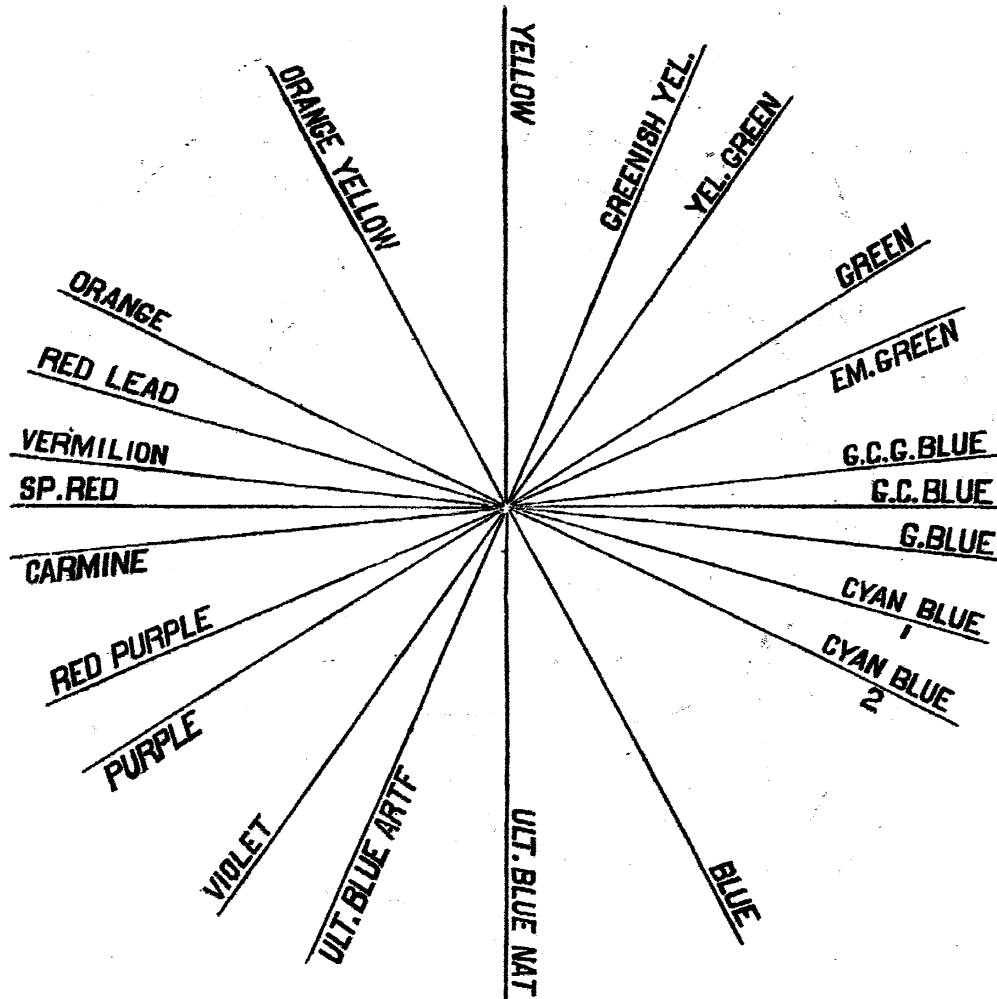 YELLOW
GREENISH YEL.
YEL.GREEN
GREEN
EM.GREEN
G.C.G.BLUE
G.C.BLUE
G.BLUE
CYAN BLUE
1
CYAN BLUE
2
BLUE
ULT.BLUE NAT
ULT.BLUE ARTF
VIOLET
PURPLE
RED PURPLE
CARMINE
SP.RED
VERMILION
RED LEAD
ORANGE
ORANGE YELLOW